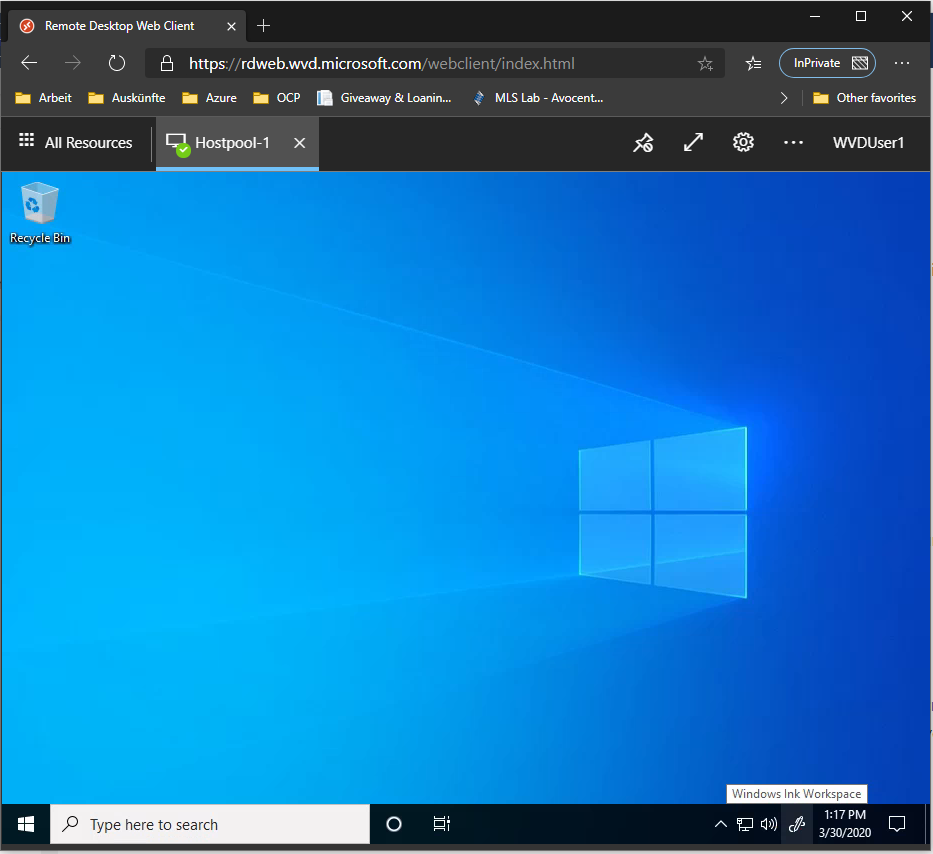 Remote Desktop Web Client
https://rdweb.wvd.microsoft.com/webclient/index.html
InPrivate
Arbeit
Auskünfte
Azure
OCP
Giveaway & Loanin...
MLS Lab - Avocent...
Other favorites
All Resources
Hostpool-1
WVDUser1
Recycle Bin
Windows Ink Workspace
Type here to search
1:17 PM
3/30/2020